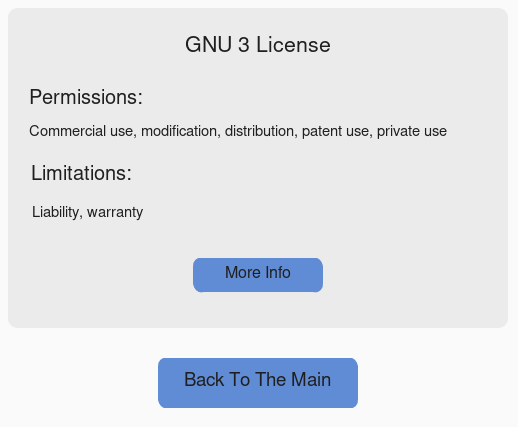 GNU 3 License
Permissions:
Commercial use, modification, distribution, patent use, private use
Limitations:
Liability, warranty
More Info
Back To The Main